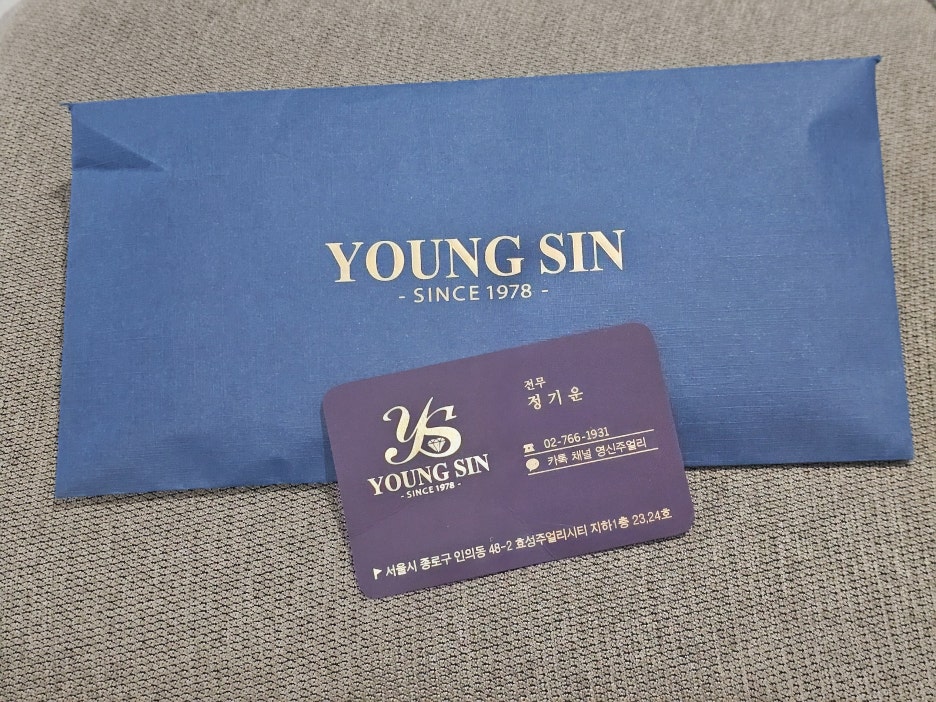 YOUNG SIN
- SINCE 1978 -
YS
YOUNG SIN
- SINCE 1978 -
전무
정기운
02-766-1931
카톡 채널 영신주얼리
서울시 종로구 인의동 48-2 효성주얼리시티 지하1층 23,24호